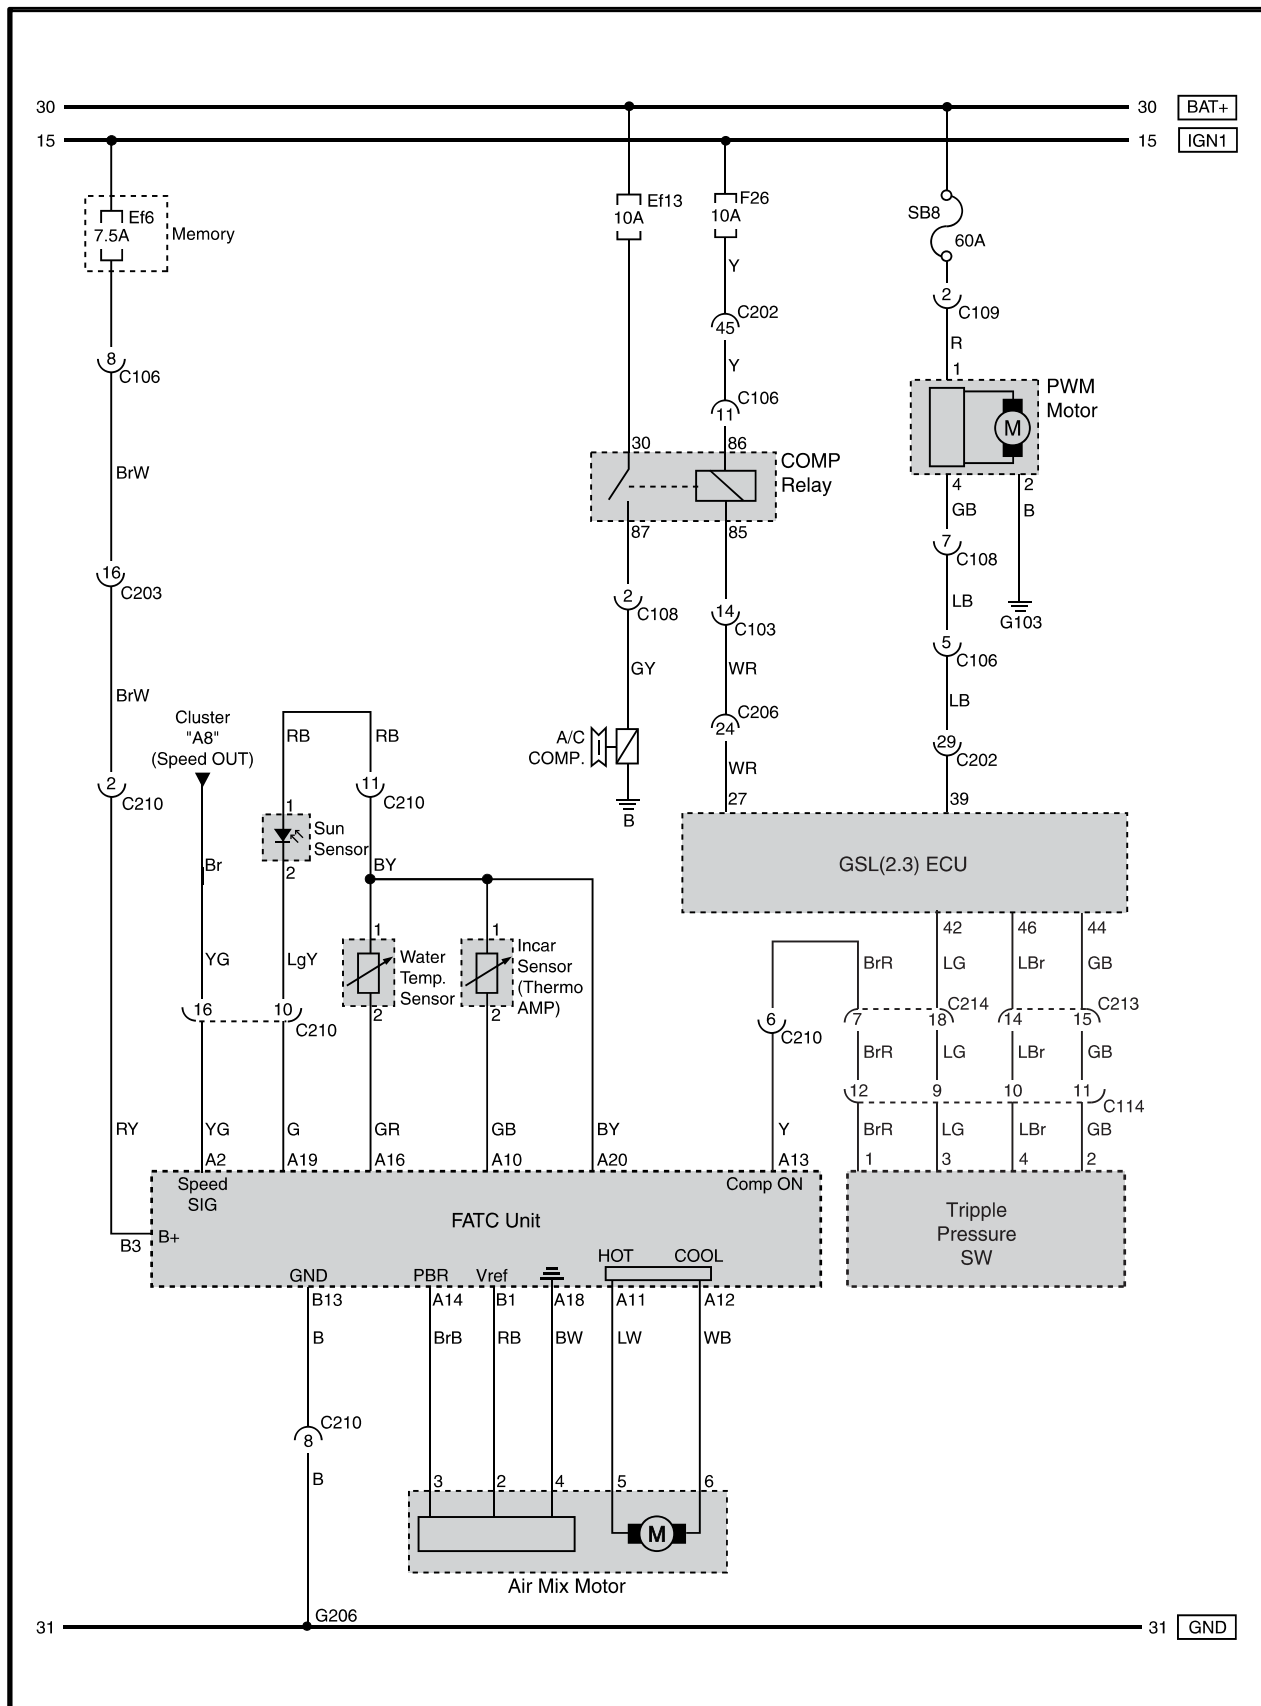 30
30
BAT+
15
15
IGN1
Ef6
7.5A
Memory
Ef13
10A
F26
10A
SB8
60A
Y
C202
45
Y
C106
11
2
C109
R
1
PWM
Motor
M
8
C106
BrW
30
86
COMP
Relay
87
85
4
2
GB
B
7
C108
LB
G103
5
C106
LB
29
C202
16
C203
2
C108
14
C103
GY
WR
C206
24
WR
A/C
COMP.
B
27
39
GSL(2.3) ECU
BrW
Cluster
"A8"
(Speed OUT)
RB
RB
2
C210
11
C210
1
Sun
Sensor
2
Br
BY
1
Water
Temp.
Sensor
2
1
Incar
Sensor
(Thermo
AMP)
2
YG
LgY
16
10
C210
42
46
44
BrR
LG
LBr
GB
6
C210
7
18
C214
14
15
C213
BrR
LG
LBr
GB
12
9
10
11
C114
RY
YG
G
GR
GB
BY
Y
BrR
LG
LBr
GB
A2
A19
A16
A10
A20
A13
1
3
4
2
Speed
SIG
Comp ON
FATC Unit
Tripple
Pressure
SW
B3
B+
HOT
COOL
GND
PBR
Vref
B13
A14
B1
A18
A11
A12
B
BrB
RB
BW
LW
WB
C210
8
B
3
2
4
5
6
M
Air Mix Motor
G206
31
31
GND